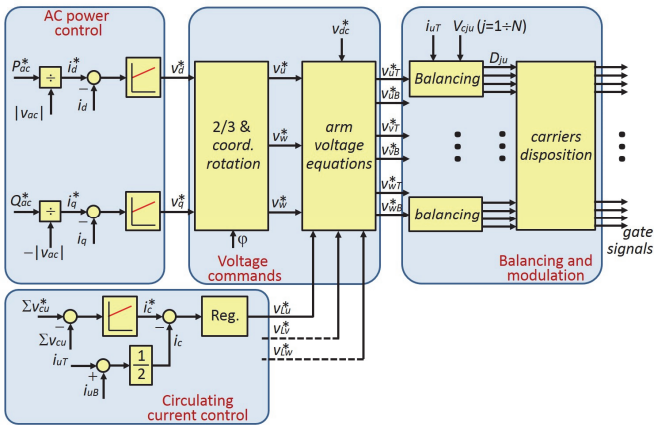 AC power
control
P*ac
÷
i*d
−
|vac|
id
v*d
Q*ac
÷
i*q
−
−|vac|
iq
v*q
2/3 &
coord.
rotation
φ
Voltage
commands
v*u
v*w
v*w
v*dc
arm
voltage
equations
v*uT
v*uB
v*vT
v*vB
v*wT
v*wB
iuT
Vcju (j=1÷N)
Balancing
Dju
balancing
carriers
disposition
gate
signals
Balancing and
modulation
Σv*cu
−
Σvcu
i*c
−
ic
Reg.
v*Lu
v*Lv
v*Lw
iuT
+
iuB
1
2
Circulating
current control